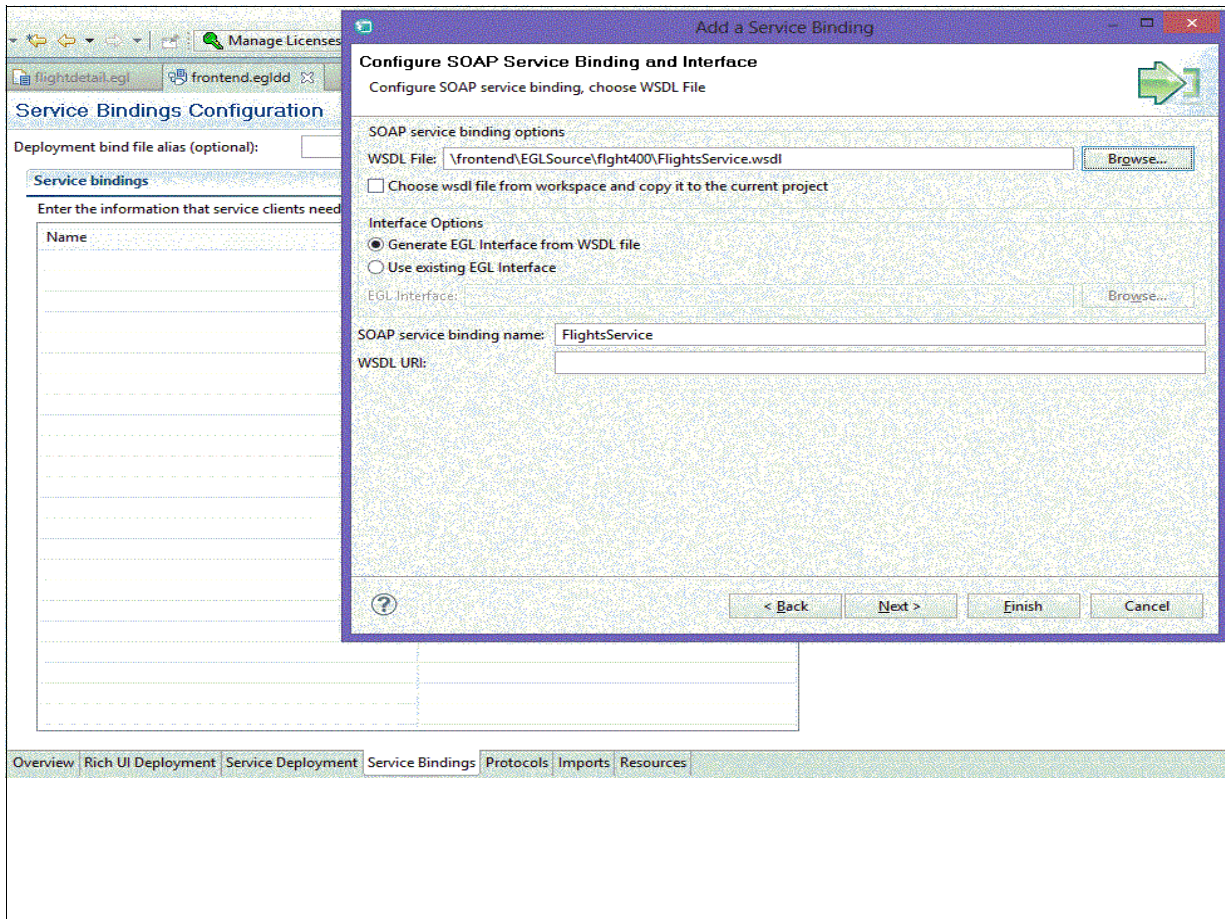 Manage Licenses
Add a Service Binding
flightdetail.egl
frontend.egldd
Service Bindings Configuration
Deployment bind file alias (optional):
Service bindings
Enter the information that service clients need
Name
Configure SOAP Service Binding and Interface
Configure SOAP service binding, choose WSDL File
SOAP service binding options
WSDL File: \frontend\EGLSource\flght400\FlightsService.wsdl Browse...
Choose wsdl file from workspace and copy it to the current project
Interface Options
Generate EGL Interface from WSDL file
Use existing EGL Interface
EGL Interface: Browse...
SOAP service binding name: FlightsService
WSDL URI:
? < Back Next > Finish Cancel
Overview Rich UI Deployment Service Deployment Service Bindings Protocols Imports Resources